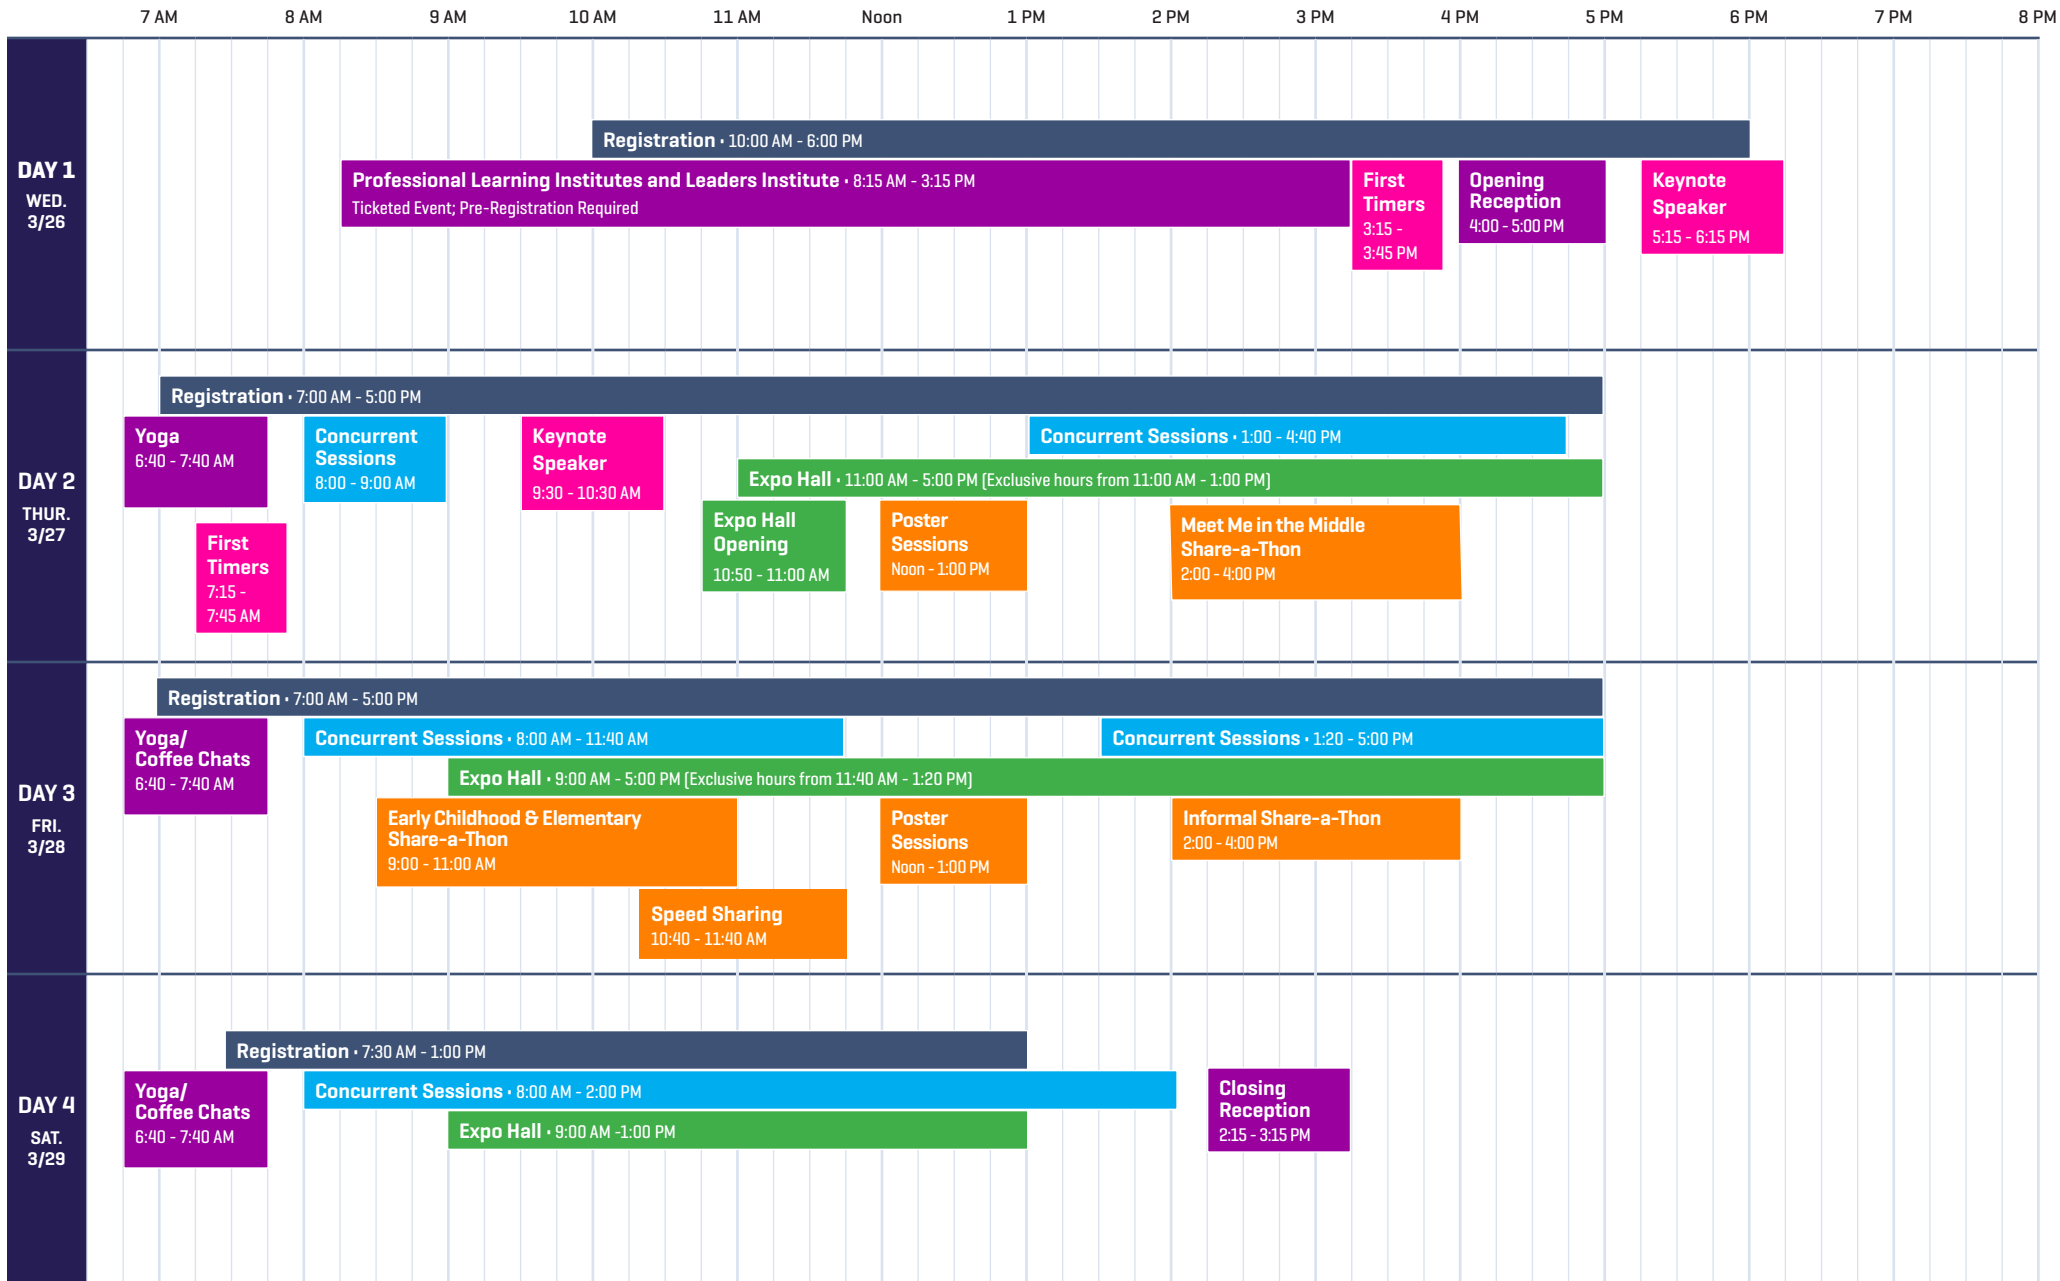 7 AM 8 AM 9 AM 10 AM 11 AM Noon 1 PM 2 PM 3 PM 4 PM 5 PM 6 PM 7 PM 8 PM
DAY 1
WED.
3/26
Registration • 10:00 AM - 6:00 PM
Professional Learning Institutes and Leaders Institute • 8:15 AM - 3:15 PM
Ticketed Event; Pre-Registration Required
First
Timers
3:15 -
3:45 PM
Opening
Reception
4:00 - 5:00 PM
Keynote
Speaker
5:15 - 6:15 PM
DAY 2
THUR.
3/27
Registration • 7:00 AM - 5:00 PM
Yoga
6:40 - 7:40 AM
Concurrent
Sessions
8:00 - 9:00 AM
Keynote
Speaker
9:30 - 10:30 AM
Concurrent Sessions • 1:00 - 4:40 PM
Expo Hall • 11:00 AM - 5:00 PM (Exclusive hours from 11:00 AM - 1:00 PM)
First
Timers
7:15 -
7:45 AM
Expo Hall
Opening
10:50 - 11:00 AM
Poster
Sessions
Noon - 1:00 PM
Meet Me in the Middle
Share-a-Thon
2:00 - 4:00 PM
DAY 3
FRI.
3/28
Registration • 7:00 AM - 5:00 PM
Yoga/
Coffee Chats
6:40 - 7:40 AM
Concurrent Sessions • 8:00 AM - 11:40 AM
Concurrent Sessions • 1:20 - 5:00 PM
Expo Hall • 9:00 AM - 5:00 PM (Exclusive hours from 11:40 AM - 1:20 PM)
Early Childhood & Elementary
Share-a-Thon
9:00 - 11:00 AM
Poster
Sessions
Noon - 1:00 PM
Informal Share-a-Thon
2:00 - 4:00 PM
Speed Sharing
10:40 - 11:40 AM
DAY 4
SAT.
3/29
Registration • 7:30 AM - 1:00 PM
Yoga/
Coffee Chats
6:40 - 7:40 AM
Concurrent Sessions • 8:00 AM - 2:00 PM
Expo Hall • 9:00 AM -1:00 PM
Closing
Reception
2:15 - 3:15 PM